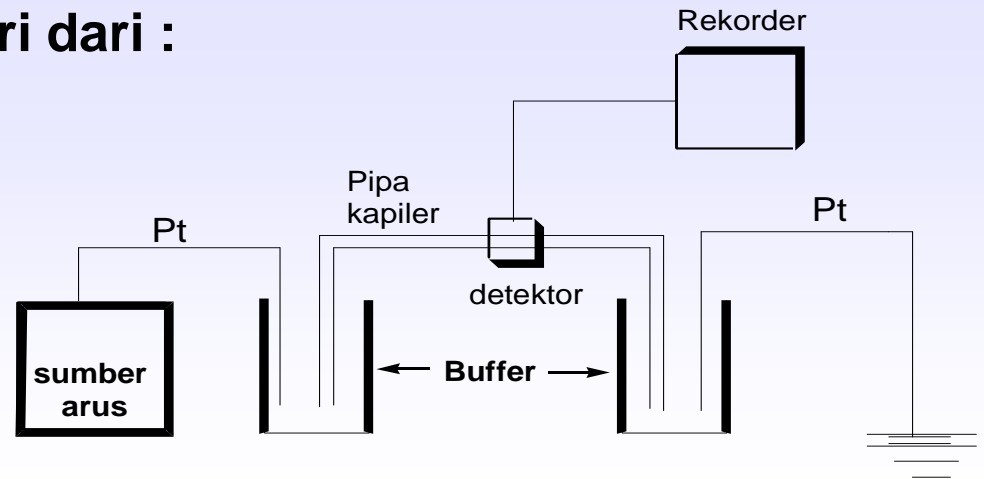 ri dari :
Rekorder
Pipa
kapiler
Pt
Pt
detektor
sumber
arus
Buffer